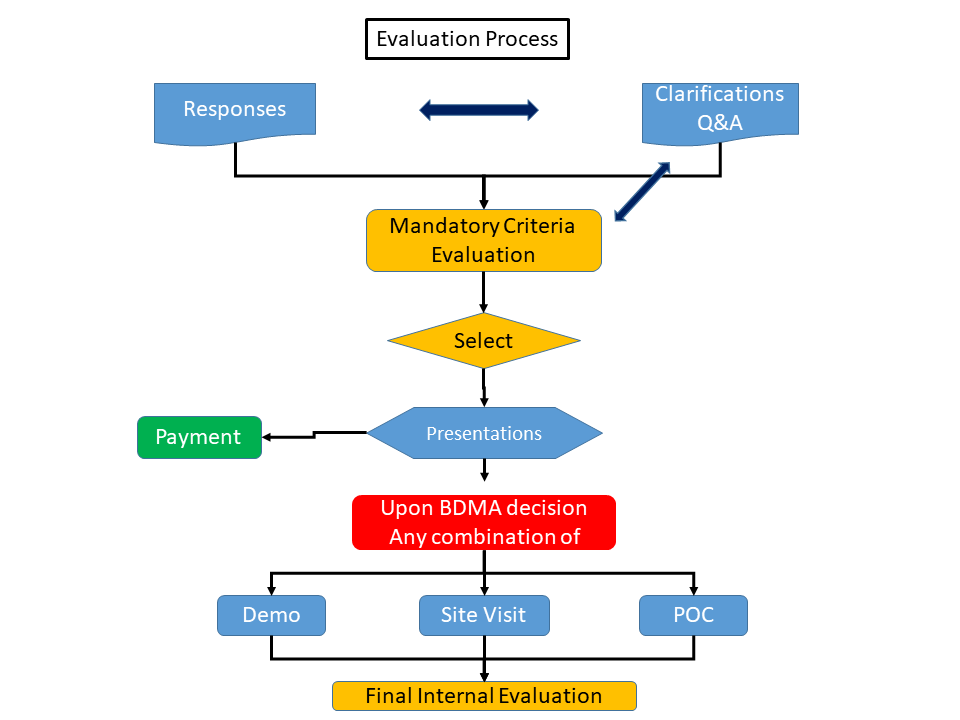 Evaluation Process
Responses
Clarifications
Q&A
Mandatory Criteria
Evaluation
Select
Presentations
Payment
Upon BDMA decision
Any combination of
Demo
Site Visit
POC
Final Internal Evaluation